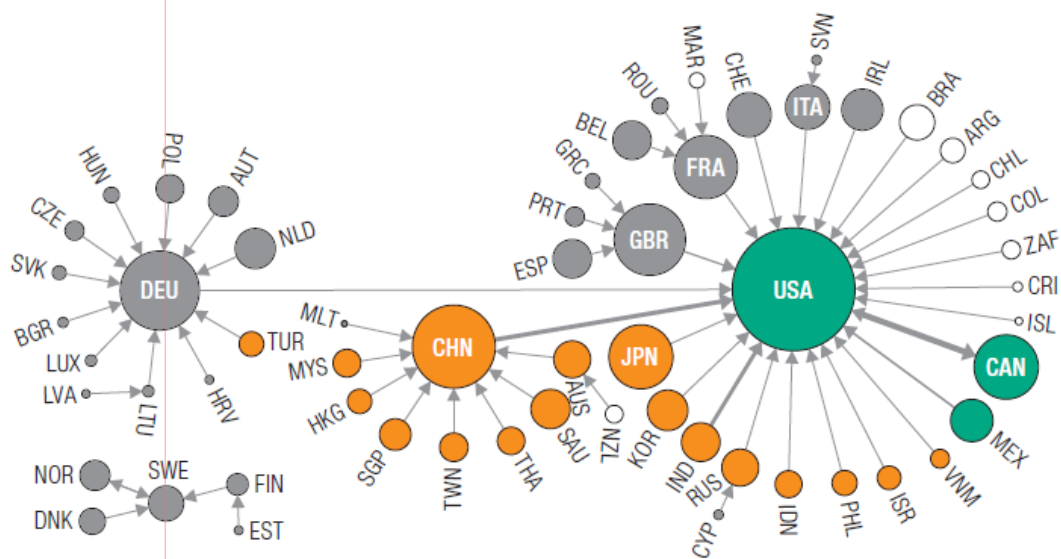 SVN
MAR
CHE
IRL
ROU
ITA
BRA
BEL
ARG
POL
AUT
HUN
GRC
FRA
CHL
CZE
PRT
COL
NLD
GBR
ESP
ZAF
SVK
DEU
USA
CRI
BGR
MLT
ISL
TUR
CHN
JPN
LUX
MYS
CAN
LVA
HKG
AUS
LTU
HRV
SGP
TWN
THA
SAU
NZL
KOR
IND
RUS
MEX
NOR
SWE
FIN
VNM
DNK
EST
CYP
IDN
PHL
ISR